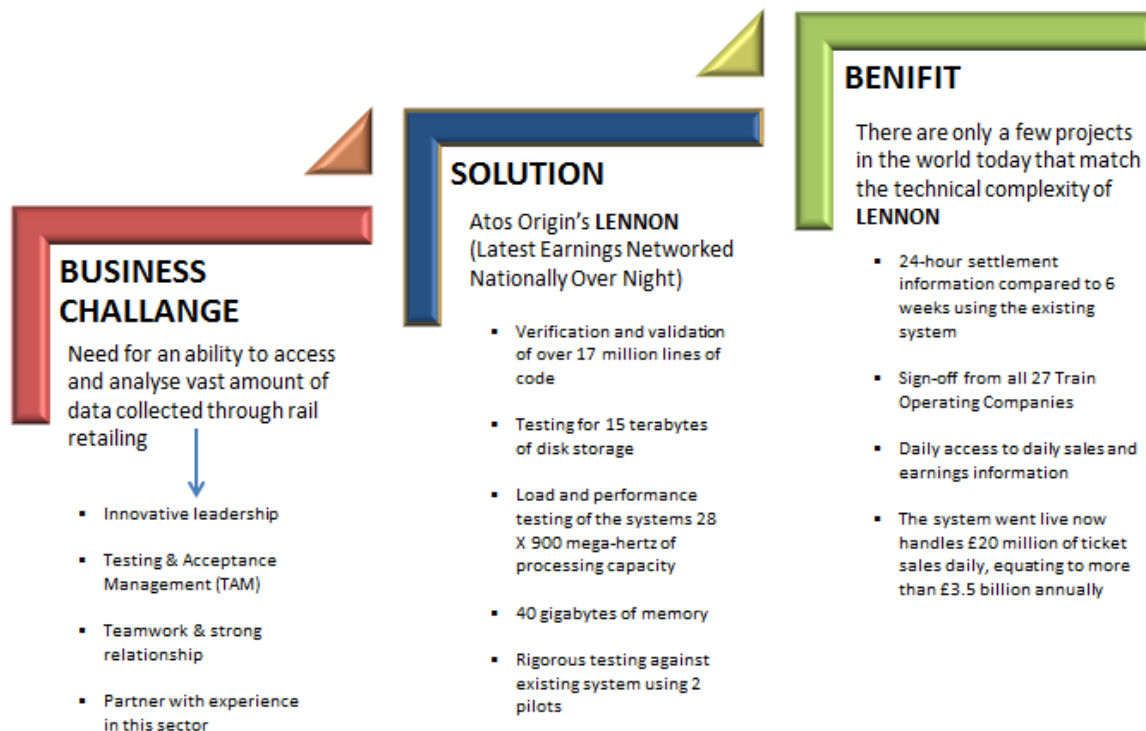 BUSINESS
CHALLANGE
Need for an ability to access
and analyse vast amount of
data collected through rail
retailing
▪ Innovative leadership
▪ Testing & Acceptance
Management (TAM)
▪ Teamwork & strong
relationship
▪ Partner with experience
in this sector
SOLUTION
Atos Origin's LENNON
(Latest Earnings Networked
Nationally Over Night)
▪ Verification and validation
of over 17 million lines of
code
▪ Testing for 15 terabytes
of disk storage
▪ Load and performance
testing of the systems 28
X 900 mega-hertz of
processing capacity
▪ 40 gigabytes of memory
▪ Rigorous testing against
existing system using 2
pilots
BENIFIT
There are only a few projects
in the world today that match
the technical complexity of
LENNON
▪ 24-hour settlement
information compared to 6
weeks using the existing
system
▪ Sign-off from all 27 Train
Operating Companies
▪ Daily access to daily sales and
earnings information
▪ The system went live now
handles £20 million of ticket
sales daily, equating to more
than £3.5 billion annually